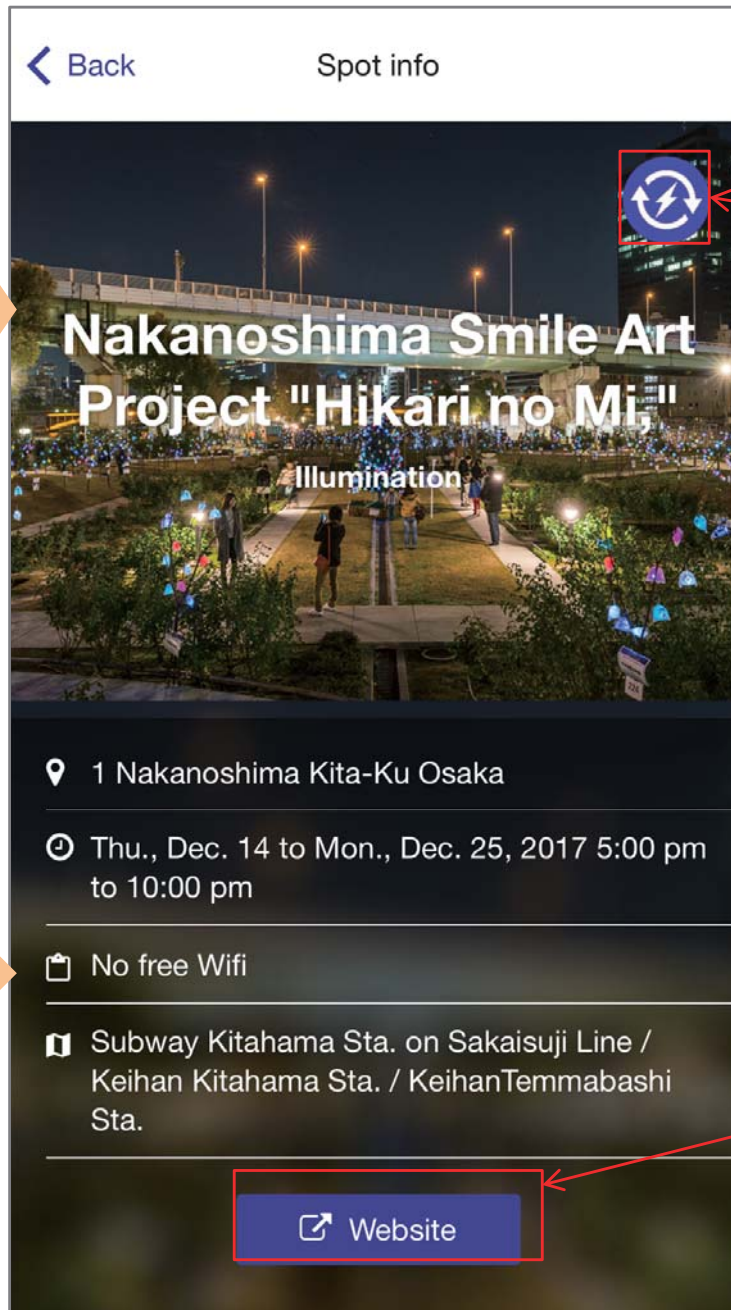 Back
Spot info
Nakanoshima Smile Art
Project "Hikari no Mi,"
Illumination
1 Nakanoshima Kita-Ku Osaka
Thu., Dec. 14 to Mon., Dec. 25, 2017 5:00 pm
to 10:00 pm
No free Wifi
Subway Kitahama Sta. on Sakaisuji Line /
Keihan Kitahama Sta. / KeihanTemmabashi
Sta.
Website